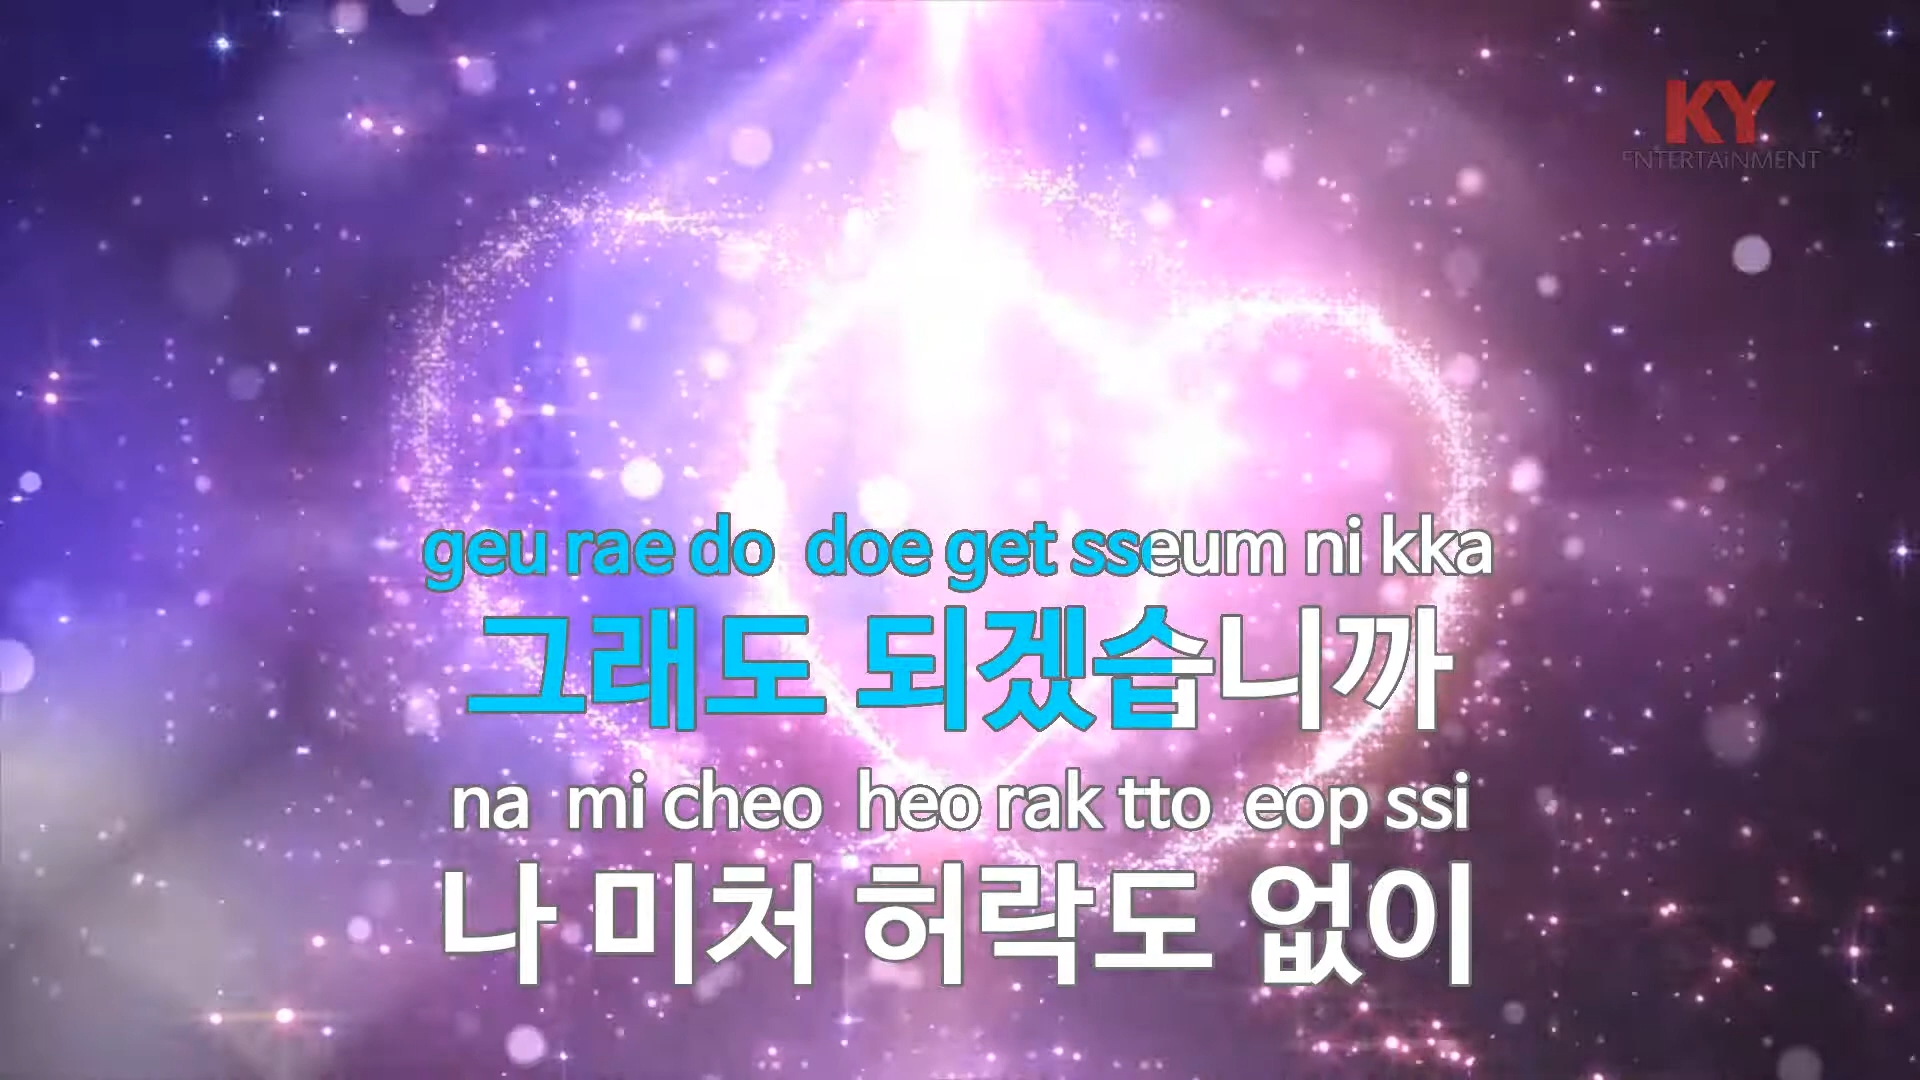 KY
ENTERTAiNMENT
geu rae do doe get sseum ni kka
그래도 되겠습니까
na mi cheo heo rak tto eop ssi
나 미처 허락도 없이